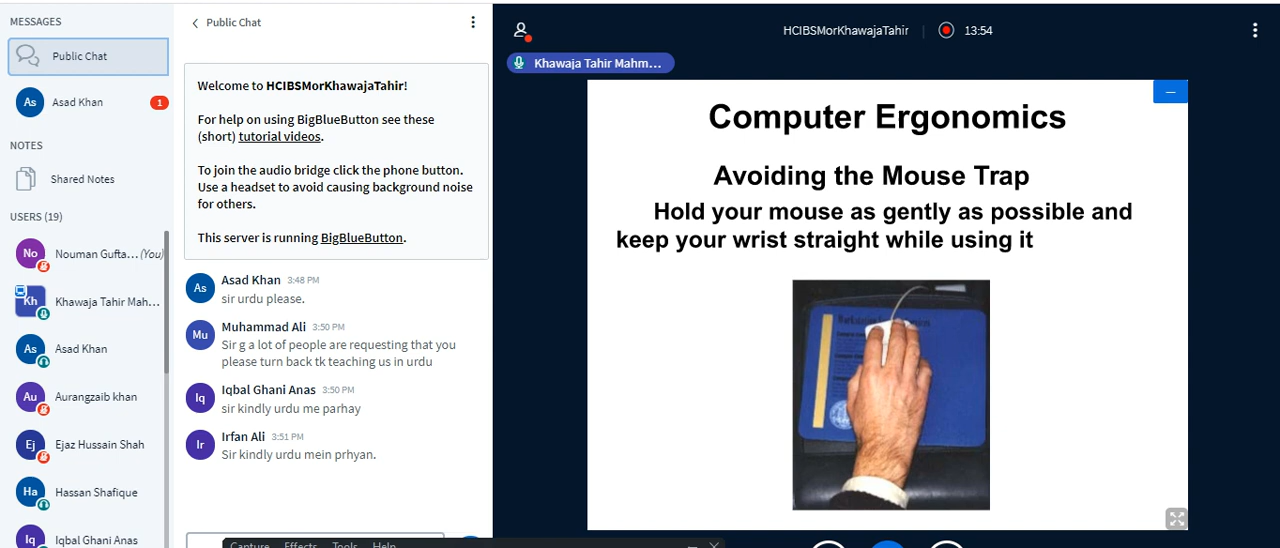 MESSAGES
Public Chat
As Asad Khan 1
NOTES
Shared Notes
USERS (19)
No Nouman Gufta... (You)
Kh Khawaja Tahir Mah...
As Asad Khan
Au Aurangzaib khan
Ej Ejaz Hussain Shah
Ha Hassan Shafique
Iq Iqbal Ghani Anas
Public Chat
Welcome to HCIBSMorKhawajaTahir!
For help on using BigBlueButton see these
(short) tutorial videos.
To join the audio bridge click the phone button.
Use a headset to avoid causing background noise
for others.
This server is running BigBlueButton.
As Asad Khan 3:48 PM
sir urdu please.
Mu Muhammad Ali 3:50 PM
Sir g a lot of people are requesting that you
please turn back tk teaching us in urdu
Iq Iqbal Ghani Anas 3:50 PM
sir kindly urdu me parhay
Ir Irfan Ali 3:51 PM
Sir kindly urdu mein prhyan.
Capture Effects Tools Help
HCIBSMorKhawajaTahir 13:54
Khawaja Tahir Mahm...
Computer Ergonomics
Avoiding the Mouse Trap
Hold your mouse as gently as possible and
keep your wrist straight while using it